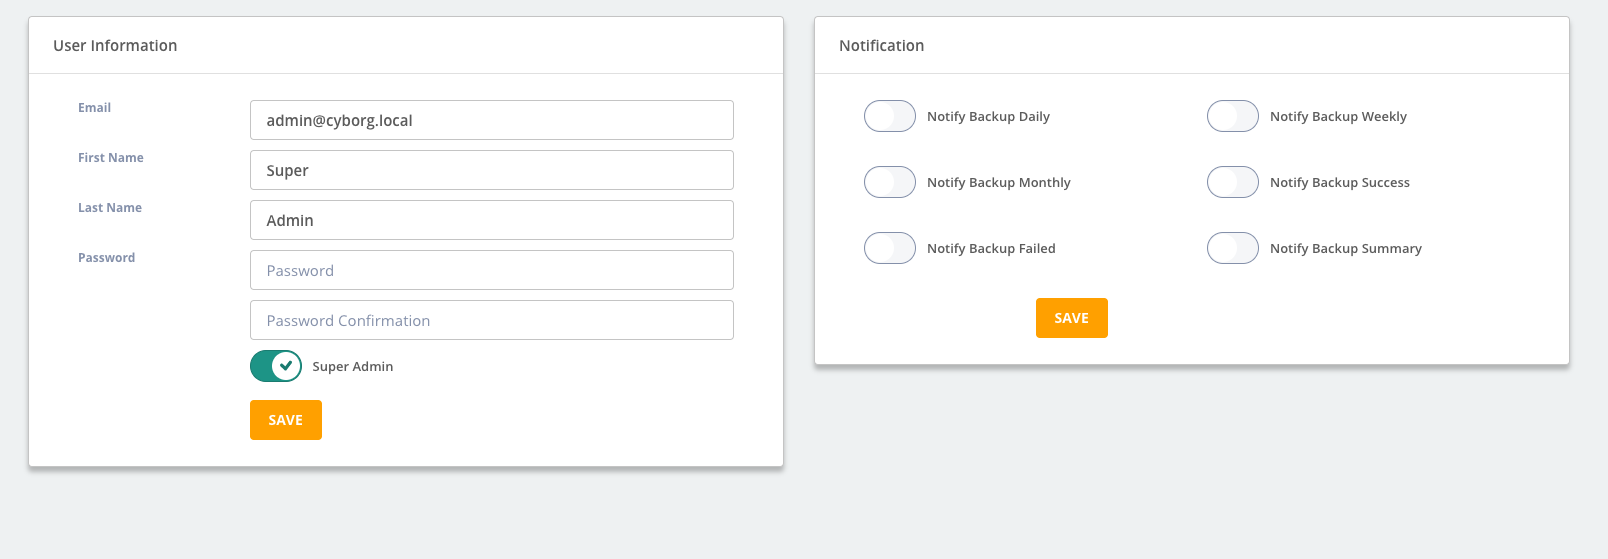 User Information
Email
admin@cyborg.local
First Name
Super
Last Name
Admin
Password
Password
Password Confirmation
Super Admin
SAVE
Notification
Notify Backup Daily
Notify Backup Weekly
Notify Backup Monthly
Notify Backup Success
Notify Backup Failed
Notify Backup Summary
SAVE